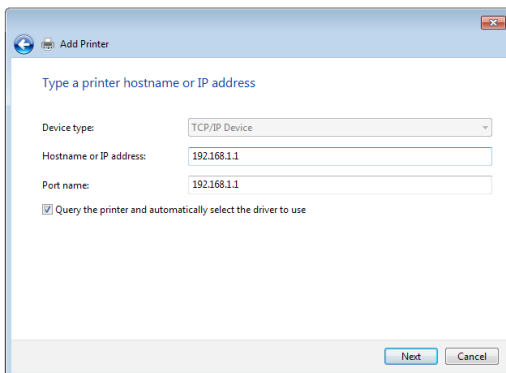 Add Printer
Type a printer hostname or IP address
Device type: TCP/IP Device
Hostname or IP address: 192.168.1.1
Port name: 192.168.1.1
Query the printer and automatically select the driver to use
Next Cancel